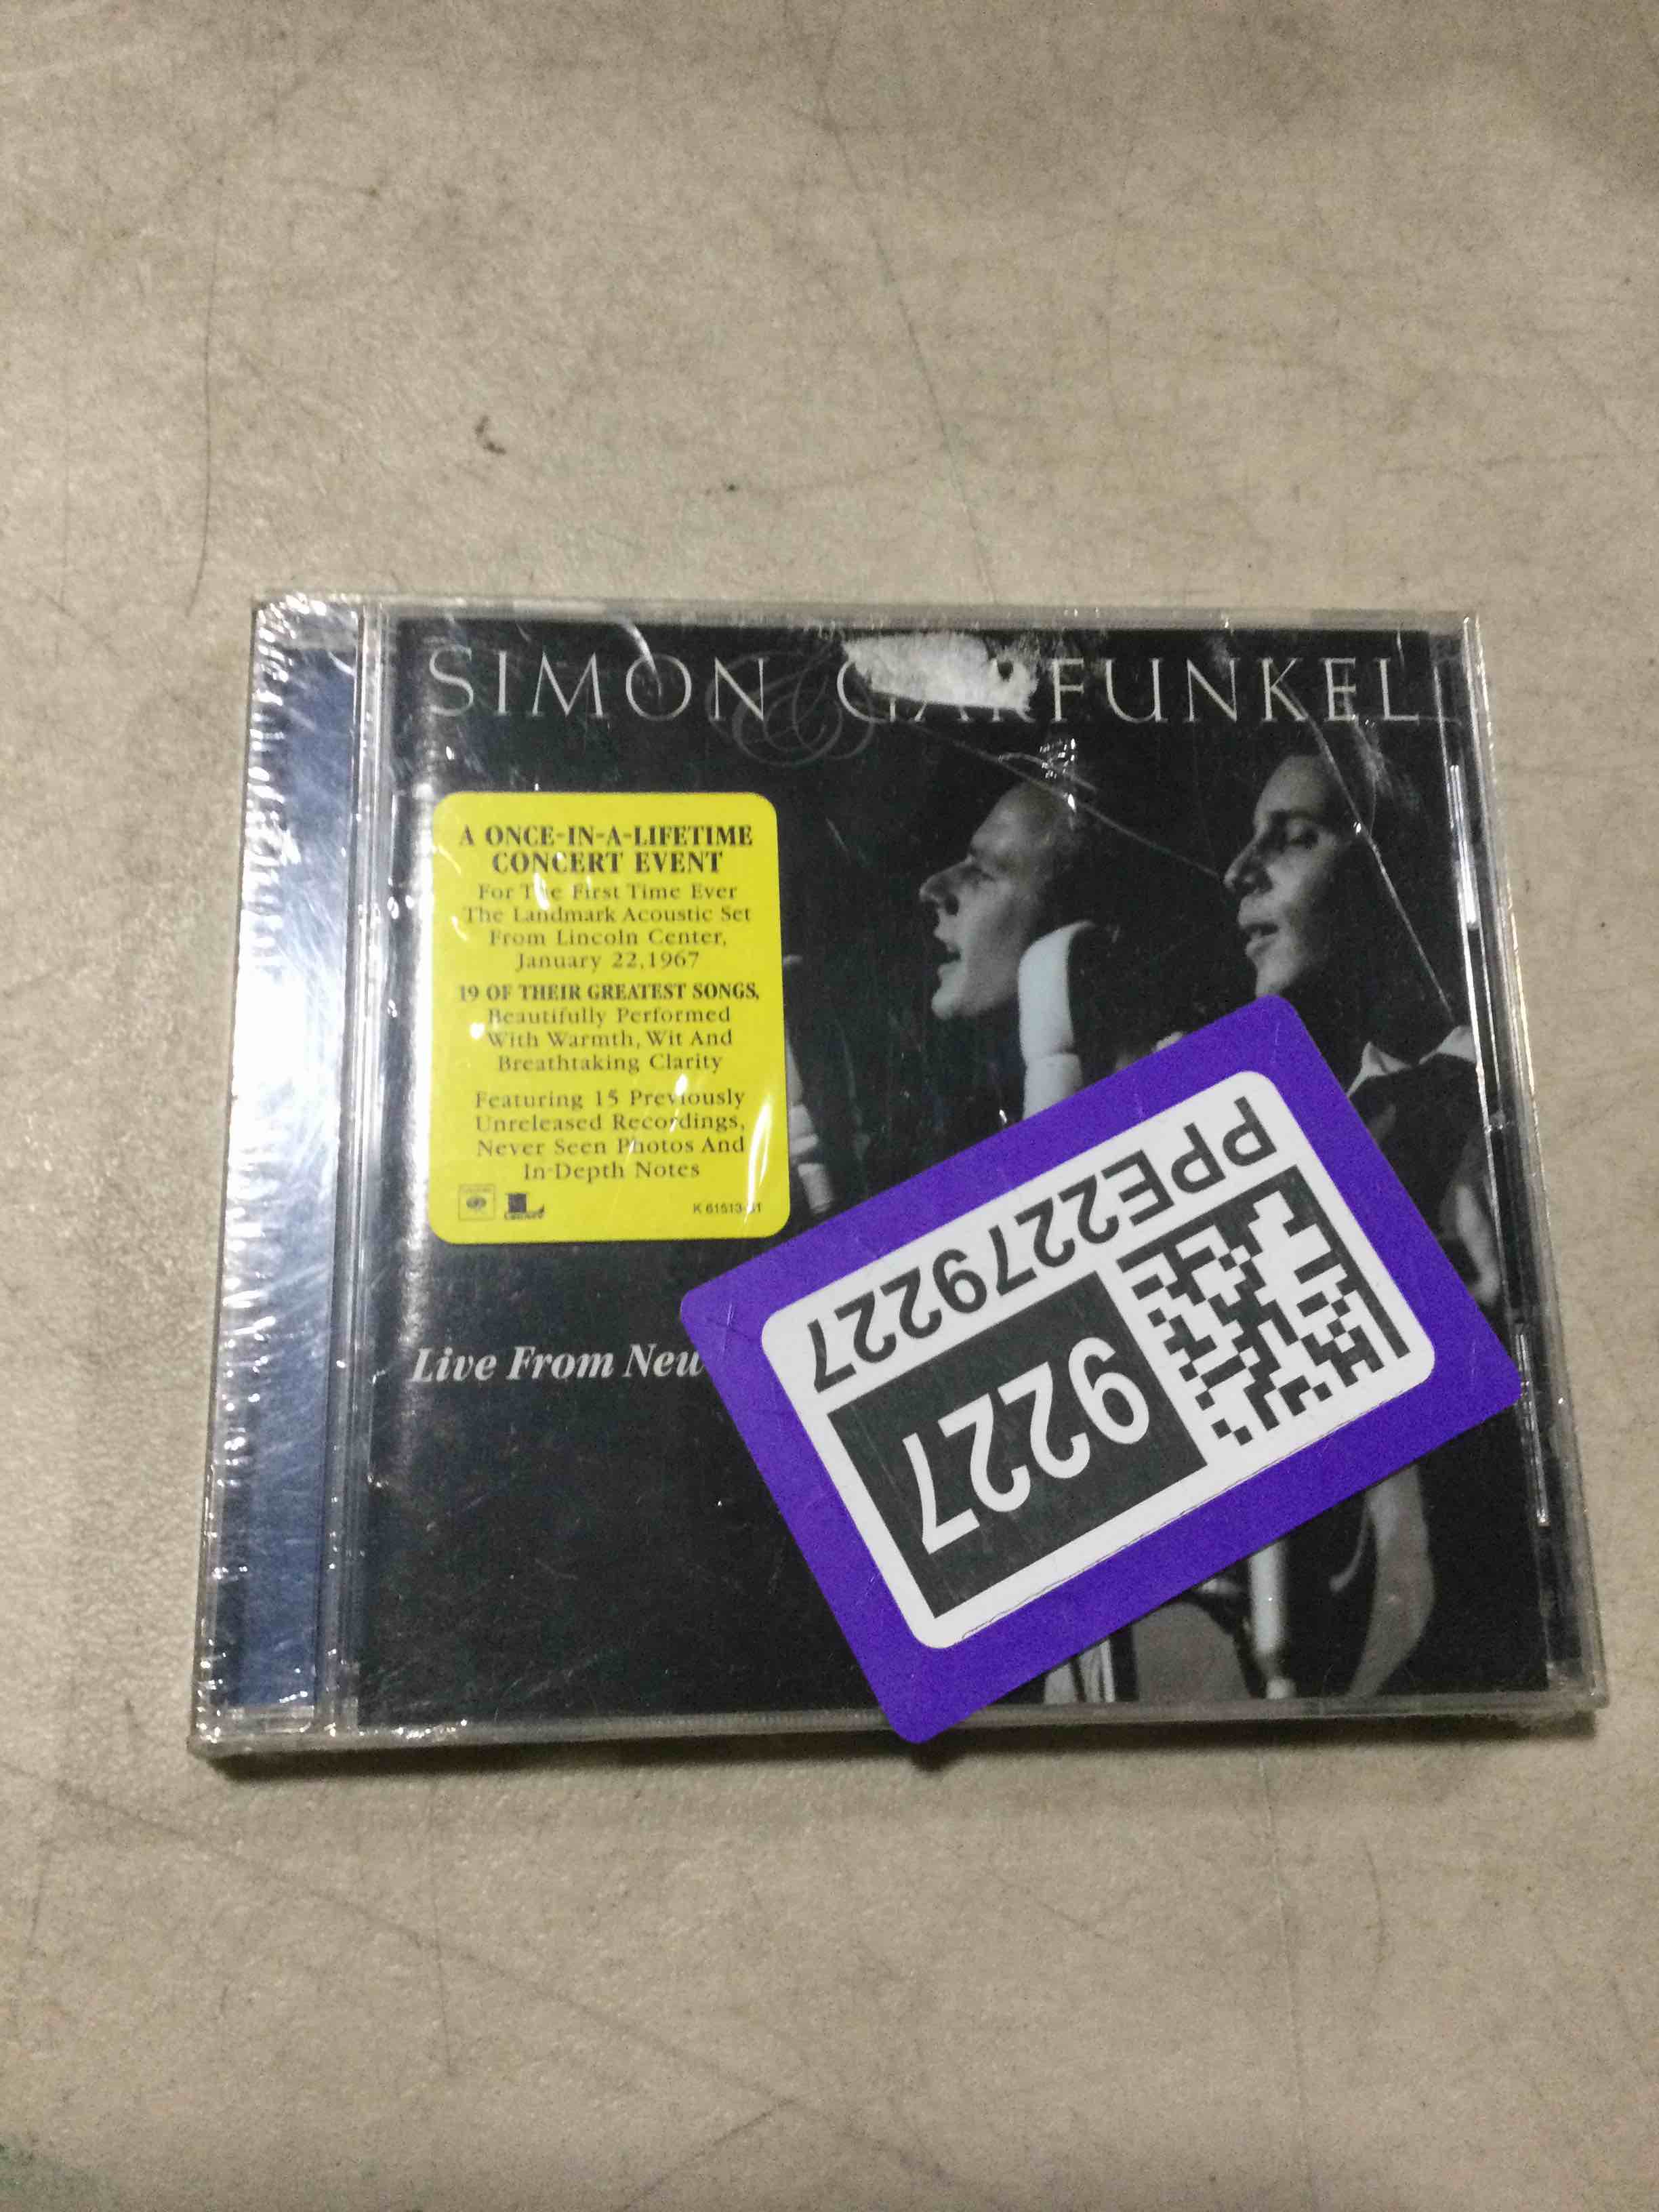 SIMON & GARFUNKEL
A ONCE-IN-A-LIFETIME
CONCERT EVENT
For The First Time Ever
The Landmark Acoustic Set
From Lincoln Center,
January 22,1967
19 OF THEIR GREATEST SONGS,
Beautifully Performed
With Warmth, Wit And
Breathtaking Clarity
Featuring 15 Previously
Unreleased Recordings,
Never Seen Photos And
In-Depth Notes
K 61513
Live From New
PPE2279227
9227